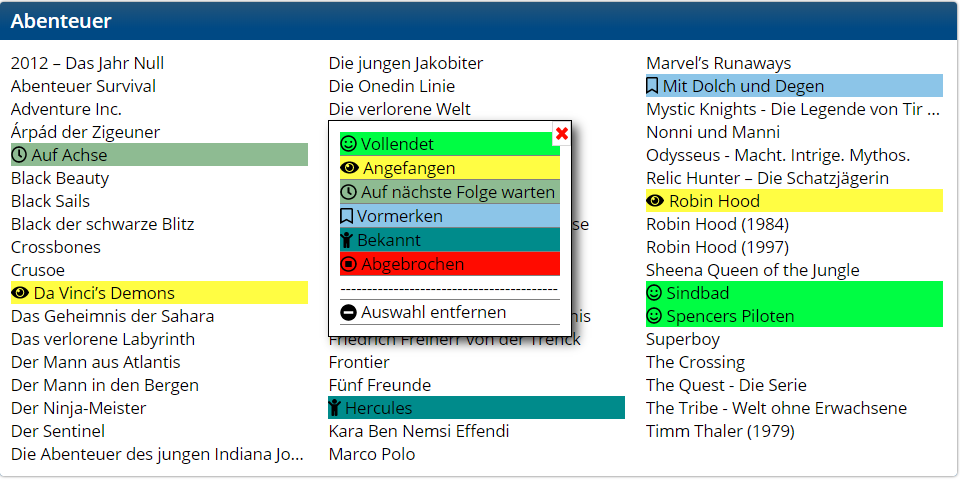 Abenteuer
2012 – Das Jahr Null
Abenteuer Survival
Adventure Inc.
Árpád der Zigeuner
Auf Achse
Black Beauty
Black Sails
Black der schwarze Blitz
Crossbones
Crusoe
Da Vinci’s Demons
Das Geheimnis der Sahara
Das verlorene Labyrinth
Der Mann aus Atlantis
Der Mann in den Bergen
Der Ninja-Meister
Der Sentinel
Die Abenteuer des jungen Indiana Jo...
Die jungen Jakobiter
Die Onedin Linie
Die verlorene Welt
Vollendet
Angefangen
Auf nächste Folge warten
Vormerken
Bekannt
Abgebrochen
------------------------------------
Auswahl entfernen
se
nis
Friedrich Freiherr von der Trenck
Frontier
Fünf Freunde
Hercules
Kara Ben Nemsi Effendi
Marco Polo
Marvel’s Runaways
Mit Dolch und Degen
Mystic Knights - Die Legende von Tir ...
Nonni und Manni
Odysseus - Macht. Intrige. Mythos.
Relic Hunter – Die Schatzjägerin
Robin Hood
Robin Hood (1984)
Robin Hood (1997)
Sheena Queen of the Jungle
Sindbad
Spencers Piloten
Superboy
The Crossing
The Quest - Die Serie
The Tribe - Welt ohne Erwachsene
Timm Thaler (1979)